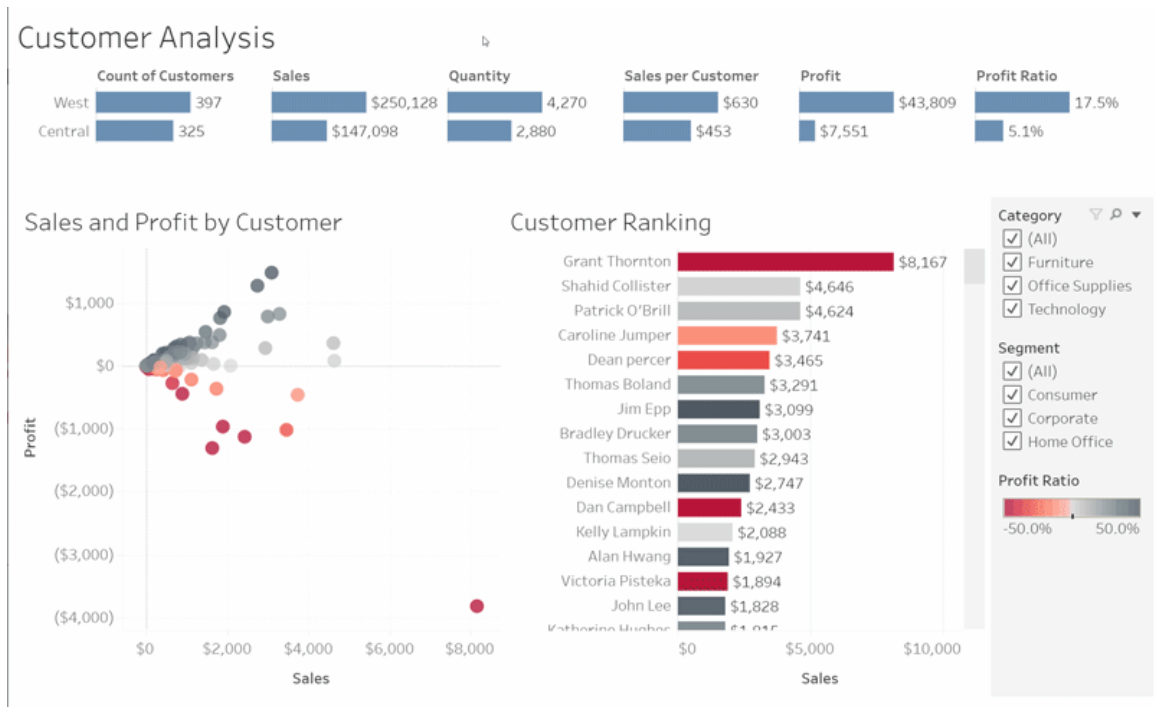 Customer Analysis
Count of Customers Sales Quantity Sales per Customer Profit Profit Ratio
West 397 $250,128 4,270 $630 $43,809 17.5%
Central 325 $147,098 2,880 $453 $7,551 5.1%
Sales and Profit by Customer
$1,000
$0
($1,000)
($2,000)
($3,000)
($4,000)
Profit
$0 $2,000 $4,000 $6,000 $8,000
Sales
Customer Ranking
Grant Thornton $8,167
Shahid Collister $4,646
Patrick O'Brill $4,624
Caroline Jumper $3,741
Dean percer $3,465
Thomas Boland $3,291
Jim Epp $3,099
Bradley Drucker $3,003
Thomas Seio $2,943
Denise Monton $2,747
Dan Campbell $2,433
Kelly Lampkin $2,088
Alan Hwang $1,927
Victoria Pisteka $1,894
John Lee $1,828
Katherine Hughes $1,815
$0 $5,000 $10,000
Sales
Category
(All)
Furniture
Office Supplies
Technology
Segment
(All)
Consumer
Corporate
Home Office
Profit Ratio
-50.0% 50.0%